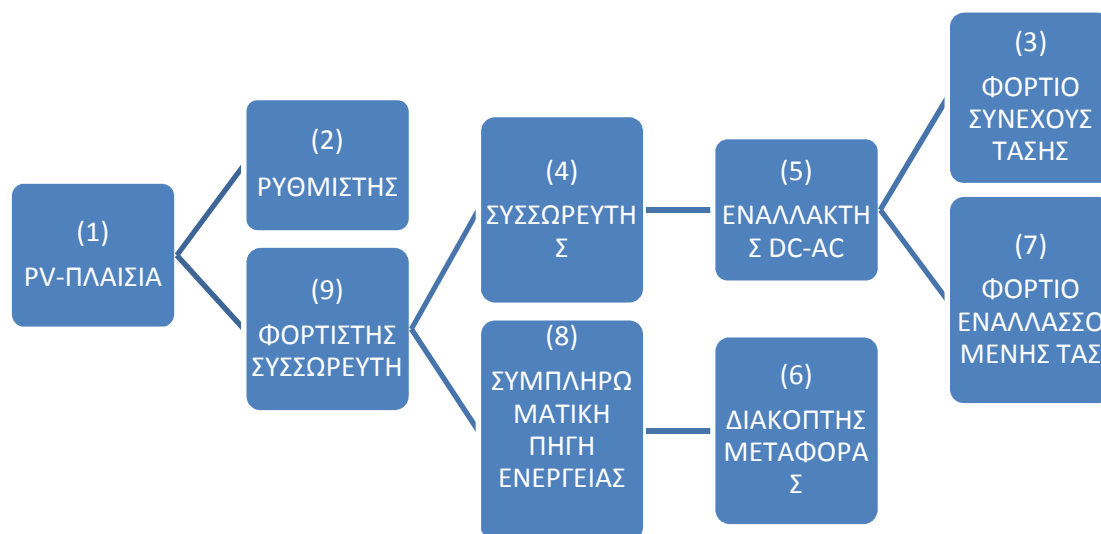 (1)
PV-ΠΛΑΙΣΙΑ
(2)
ΡΥΘΜΙΣΤΗΣ
(9)
ΦΟΡΤΙΣΤΗΣ
ΣΥΣΣΩΡΕΥΤΗ
(4)
ΣΥΣΣΩΡΕΥΤΗ
Σ
(8)
ΣΥΜΠΛΗΡΩ
ΜΑΤΙΚΗ
ΠΗΓΗ
ΕΝΕΡΓΕΙΑΣ
(5)
ΕΝΑΛΛΑΚΤΗ
Σ DC-AC
(6)
ΔΙΑΚΟΠΤΗΣ
ΜΕΤΑΦΟΡΑ
Σ
(3)
ΦΟΡΤΙΟ
ΣΥΝΕΧΟΥΣ
ΤΑΣΗΣ
(7)
ΦΟΡΤΙΟ
ΕΝΑΛΛΑΣΣΟ
ΜΕΝΗΣ ΤΑΣ